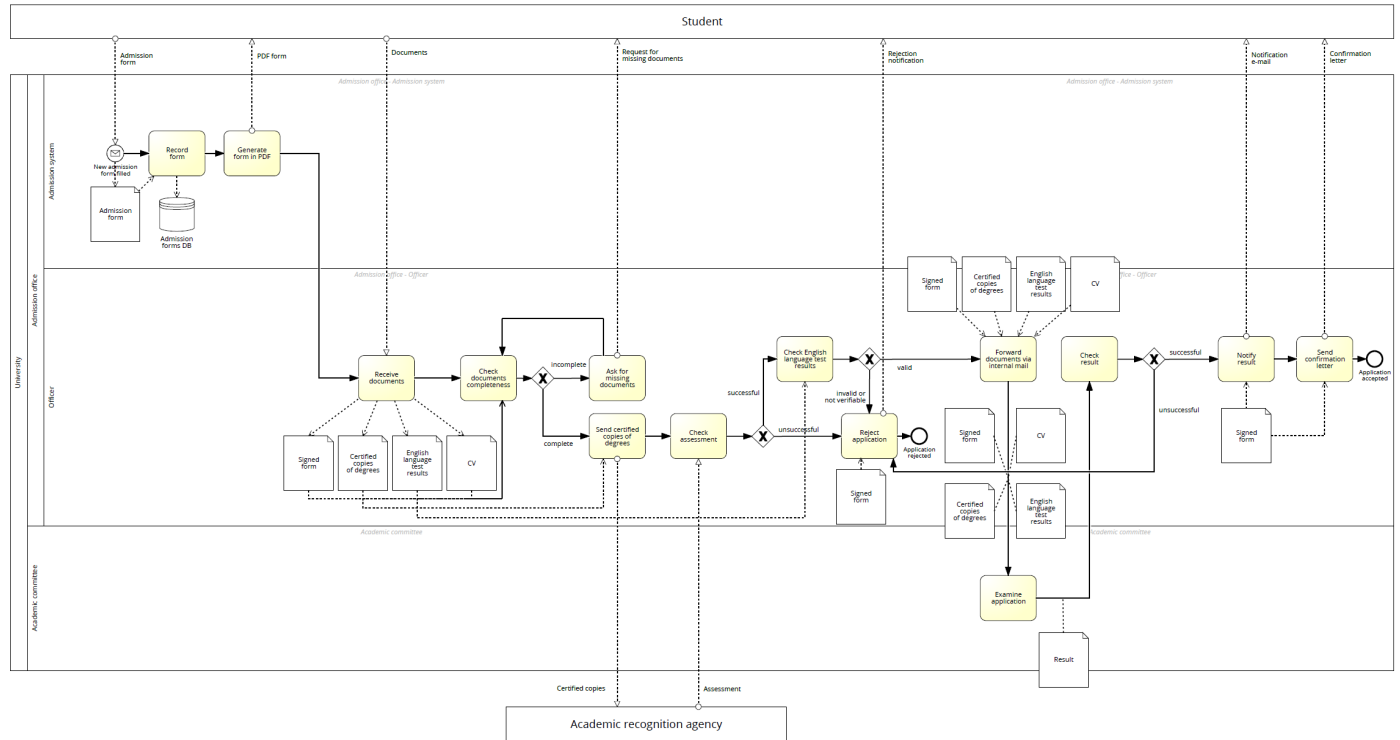 Student
Admission
form
PDF form
Documents
Request for
missing documents
Rejection
notification
Notification
e-mail
Confirmation
letter
University
Admission office
Admission system
Admission office - Admission system
Admission office - Admission system
New admission
form filled
Record
form
Generate
form in PDF
Admission
form
Admission
forms DB
Officer
Admission office - Officer
office - Officer
Signed
form
Certified
copies
of degrees
English
language
test
results
CV
Receive
documents
Check
documents
completeness
incomplete
Ask for
missing
documents
complete
Send certified
copies of
degrees
Check
assessment
successful
unsuccessful
Check English
language test
results
valid
invalid or
not verifiable
Reject
application
Application
rejected
Signed
form
Forward
documents via
internal mail
Check
result
successful
unsuccessful
Notify
result
Send
confirmation
letter
Application
accepted
Signed
form
Signed
form
Certified
copies
of degrees
English
language
test
results
CV
Signed
form
CV
Certified
copies
of degrees
English
language
test
results
Academic committee
Academic committee
Academic committee
Examine
application
Result
Certified copies
Assessment
Academic recognition agency